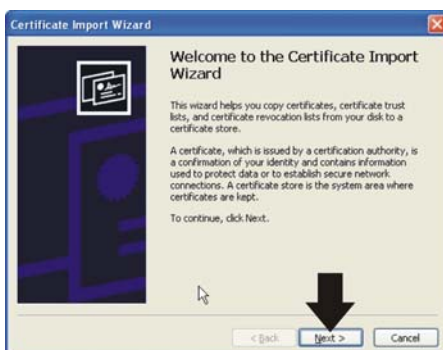 Certificate Import Wizard
Welcome to the Certificate Import
Wizard
This wizard helps you copy certificates, certificate trust
lists, and certificate revocation lists from your disk to a
certificate store.
A certificate, which is issued by a certification authority, is
a confirmation of your identity and contains information
used to protect data or to establish secure network
connections. A certificate store is the system area where
certificates are kept.
To continue, click Next.
< Back
Next >
Cancel